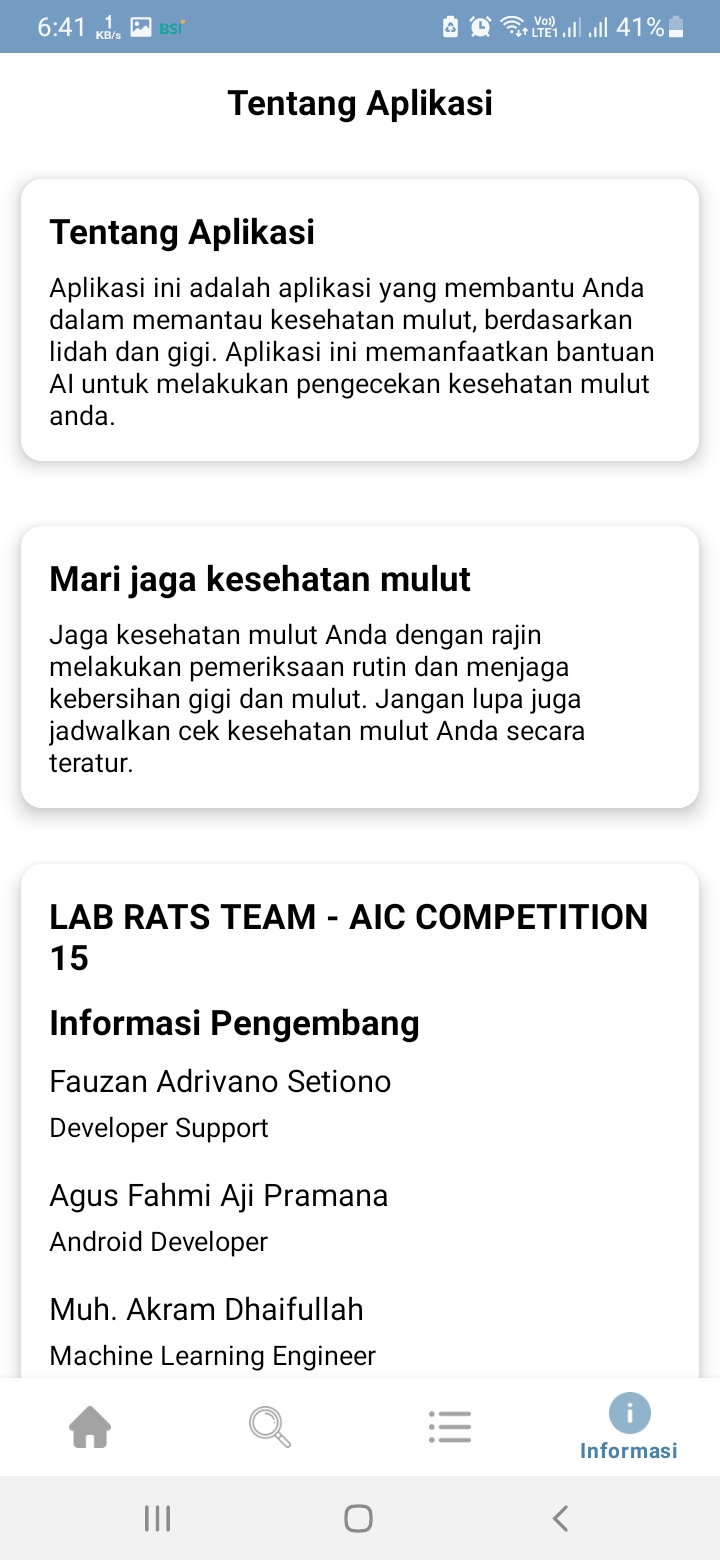 6:41 1 KB/s BSI Vo)) LTE1 41%
Tentang Aplikasi
Tentang Aplikasi
Aplikasi ini adalah aplikasi yang membantu Anda
dalam memantau kesehatan mulut, berdasarkan
lidah dan gigi. Aplikasi ini memanfaatkan bantuan
AI untuk melakukan pengecekan kesehatan mulut
anda.
Mari jaga kesehatan mulut
Jaga kesehatan mulut Anda dengan rajin
melakukan pemeriksaan rutin dan menjaga
kebersihan gigi dan mulut. Jangan lupa juga
jadwalkan cek kesehatan mulut Anda secara
teratur.
LAB RATS TEAM - AIC COMPETITION
15
Informasi Pengembang
Fauzan Adrivano Setiono
Developer Support
Agus Fahmi Aji Pramana
Android Developer
Muh. Akram Dhaifullah
Machine Learning Engineer
Informasi